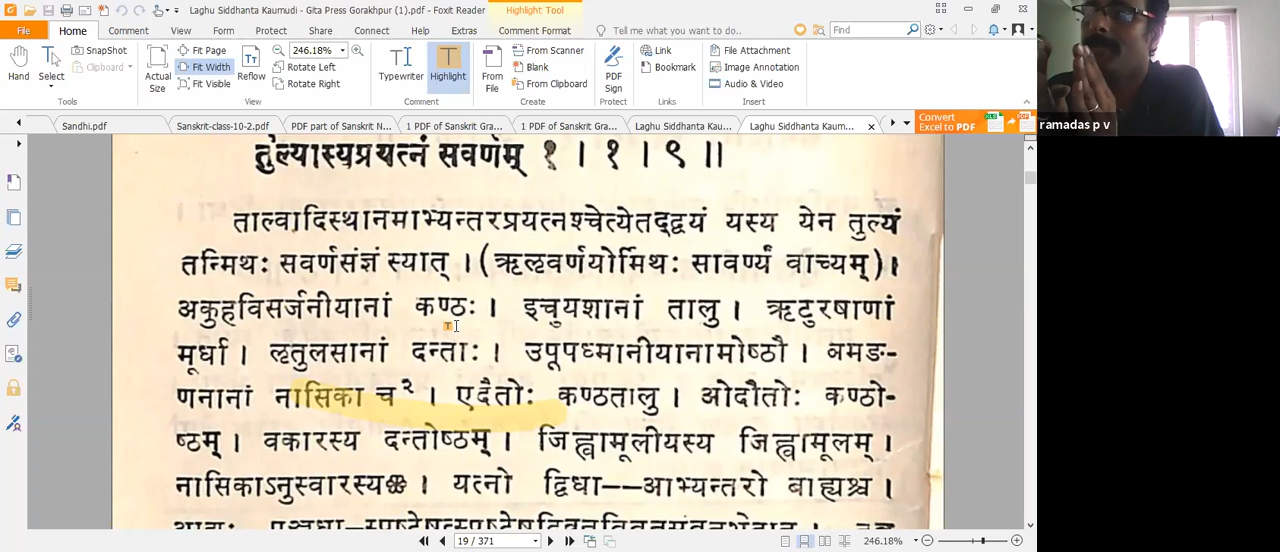 Laghu Siddhanta Kaumudi - Gita Press Gorakhpur (1).pdf - Foxit Reader
Highlight Tool
File Home Comment View Form Protect Share Connect Help Extras Comment Format Tell me what you want to do... Find
Hand Select SnapShot Clipboard Actual Size Fit Page Fit Width Fit Visible Reflow 246.18% Rotate Left Rotate Right Typewriter Highlight From File From Scanner Blank From Clipboard PDF Sign Link Bookmark File Attachment Image Annotation Audio & Video
Tools View Comment Create Protect Links Insert
ramadas p v
Sandhi.pdf Sanskrit-class-10-2.pdf PDF part of Sanskrit N... 1 PDF of Sanskrit Gra... 1 PDF of Sanskrit Gra... Laghu Siddhanta Kau... Laghu Siddhanta Kaum...
Convert Excel to PDF
तुल्यास्यप्रयत्नं सवर्णम् १ । १ । ९ ॥
ताल्वादिस्थानमाभ्यन्तरप्रयत्नश्चेत्येतद्द्वयं यस्य येन तुल्यं
तन्मिथः सवर्णसंज्ञं स्यात् । (ऋलृवर्णयोर्मिथः सावर्ण्यं वाच्यम्)।
अकुहविसर्जनीयानां कण्ठः । इचुयशानां तालु । ऋटुरषाणां
मूर्धा । लृतुलसानां दन्ताः । उपूपध्मानीयानामोष्ठौ । ञमङ-
णनानां नासिका च२ । एदैतोः कण्ठतालु । ओदौतोः कण्ठो-
ष्ठम् । वकारस्य दन्तोष्ठम् । जिह्वामूलीयस्य जिह्वामूलम् ।
नासिकाऽनुस्वारस्य । यत्नो द्विधा––आभ्यन्तरो बाह्यश्च ।
19 / 371
246.18%